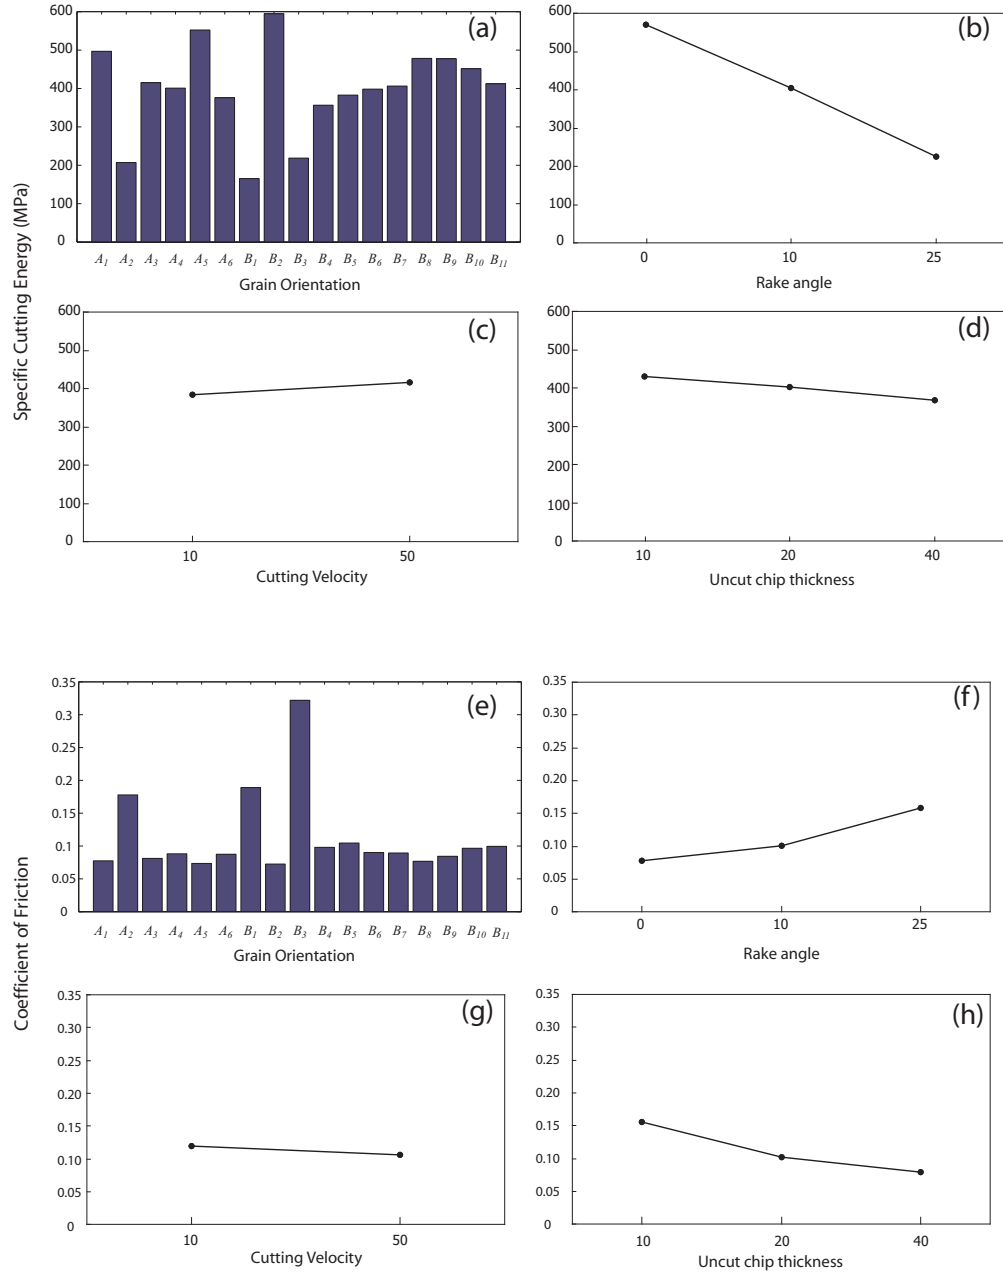 Specific Cutting Energy (MPa)
(a)
600
500
400
300
200
100
0
A1 A2 A3 A4 A5 A6 B1 B2 B3 B4 B5 B6 B7 B8 B9 B10 B11
Grain Orientation
(b)
600
500
400
300
200
100
0
0 10 25
Rake angle
(c)
600
500
400
300
200
100
0
10 50
Cutting Velocity
(d)
600
500
400
300
200
100
0
10 20 40
Uncut chip thickness
Coefficient of Friction
(e)
0.35
0.3
0.25
0.2
0.15
0.1
0.05
0
A1 A2 A3 A4 A5 A6 B1 B2 B3 B4 B5 B6 B7 B8 B9 B10 B11
Grain Orientation
(f)
0.35
0.30
0.25
0.20
0.15
0.10
0.05
0
0 10 25
Rake angle
(g)
0.35
0.30
0.25
0.20
0.15
0.10
0.05
0
10 50
Cutting Velocity
(h)
0.35
0.30
0.25
0.20
0.15
0.10
0.05
0
10 20 40
Uncut chip thickness